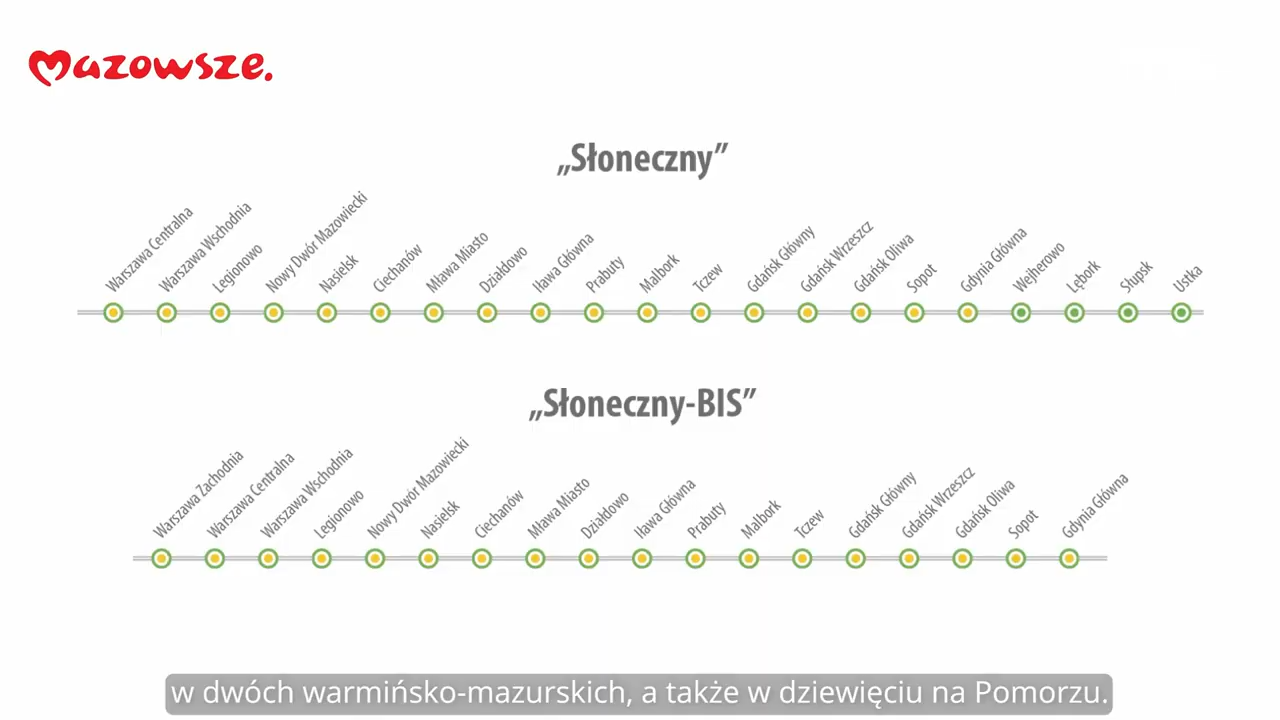 Mazowsze.
„Słoneczny”
Warszawa Centralna
Warszawa Wschodnia
Legionowo
Nowy Dwór Mazowiecki
Nasielsk
Ciechanów
Mława Miasto
Działdowo
Iława Główna
Prabuty
Malbork
Tczew
Gdańsk Główny
Gdańsk Wrzeszcz
Gdańsk Oliwa
Sopot
Gdynia Główna
Wejherowo
Lębork
Słupsk
Ustka
„Słoneczny-BIS”
Warszawa Zachodnia
Warszawa Centralna
Warszawa Wschodnia
Legionowo
Nowy Dwór Mazowiecki
Nasielsk
Ciechanów
Mława Miasto
Działdowo
Iława Główna
Prabuty
Malbork
Tczew
Gdańsk Główny
Gdańsk Wrzeszcz
Gdańsk Oliwa
Sopot
Gdynia Główna
w dwóch warmińsko-mazurskich, a także w dziewięciu na Pomorzu.